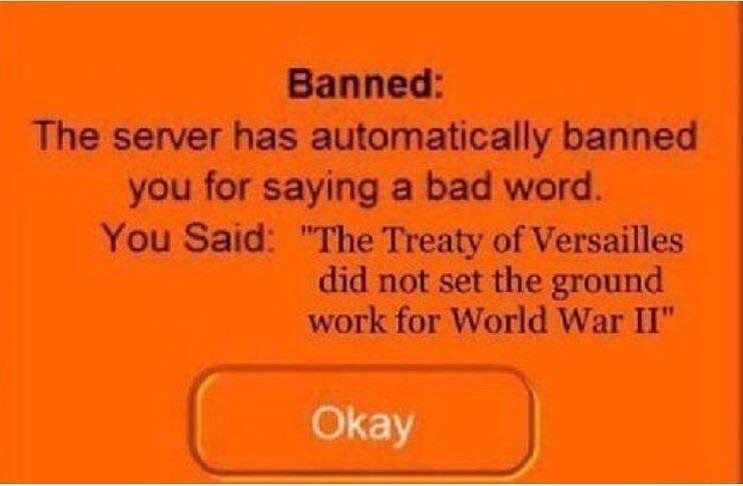 Banned:
The server has automatically banned
you for saying a bad word.
You Said: "The Treaty of Versailles
did not set the ground
work for World War II"
Okay